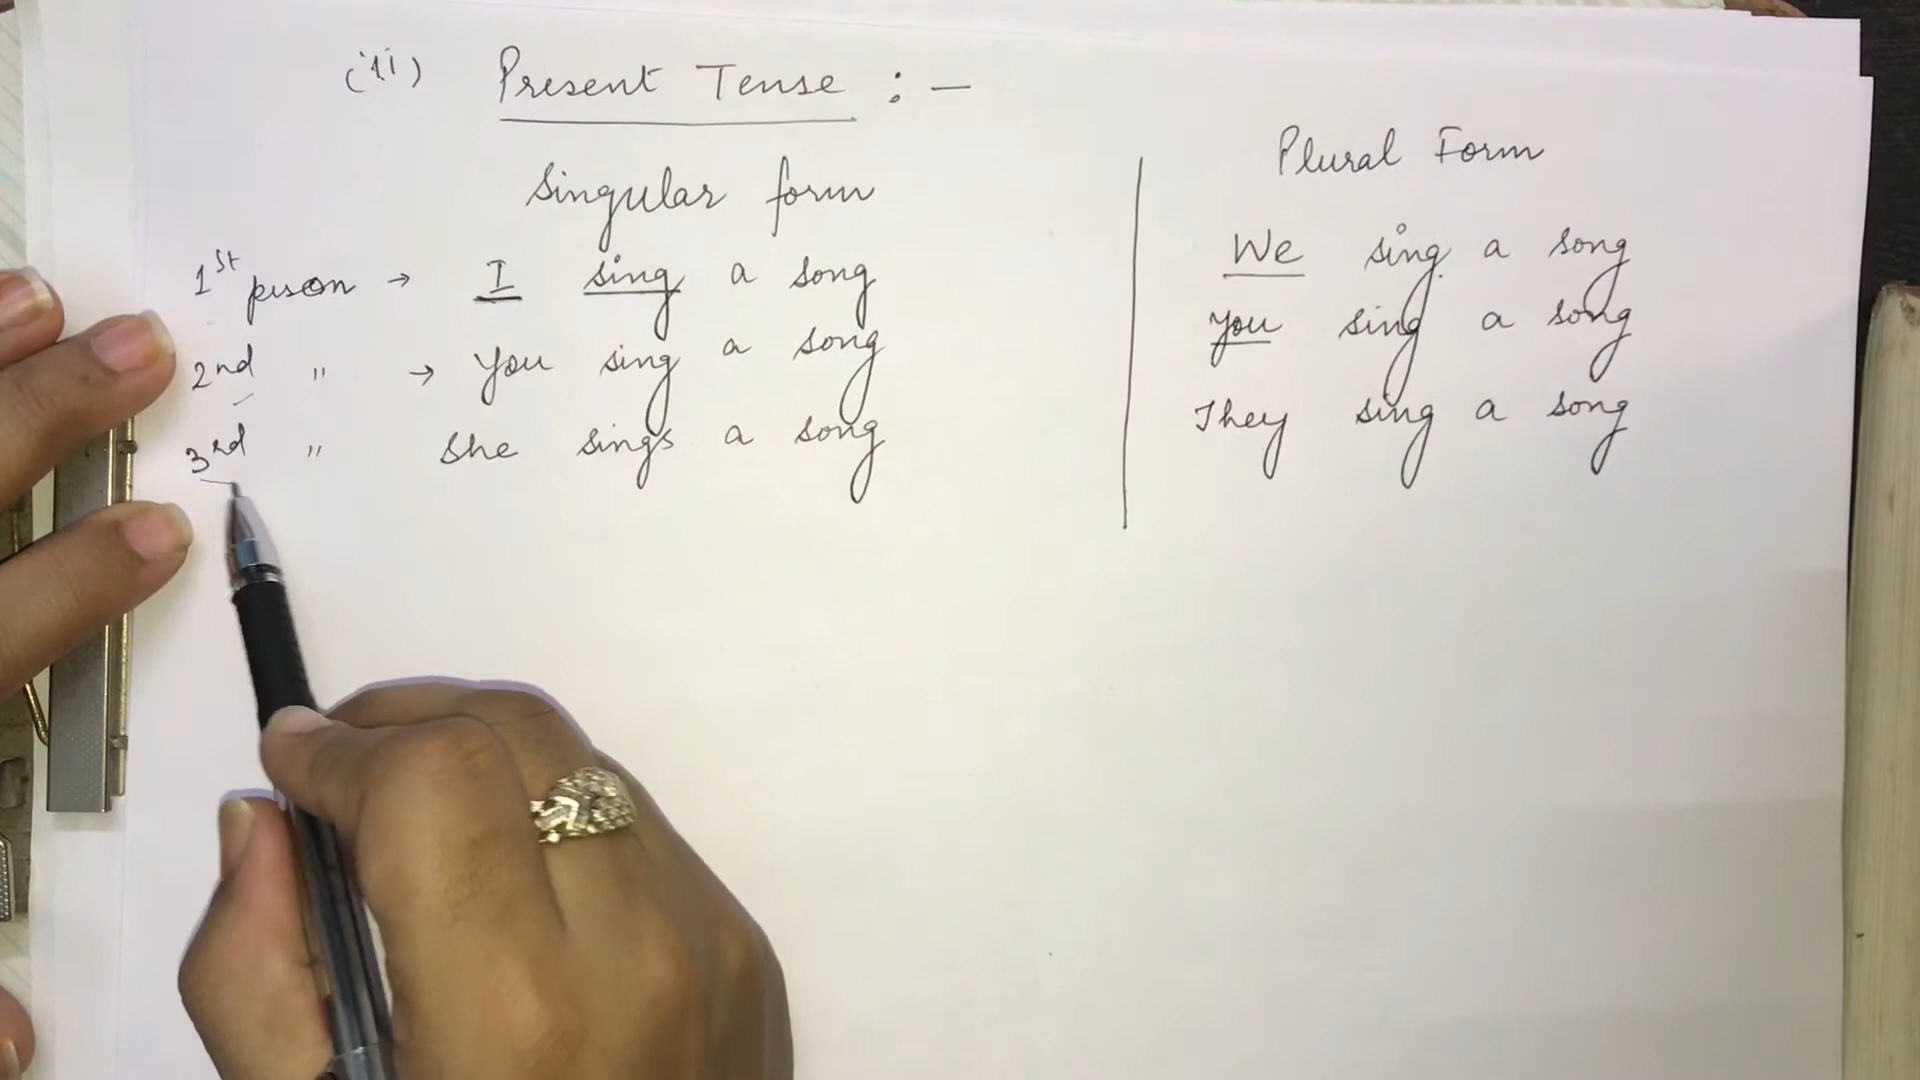 (ii) Present Tense : -
Singular form
1st person → I sing a song
2nd " → You sing a song
3rd " She sings a song
Plural Form
We sing a song
you sing a song
They sing a song